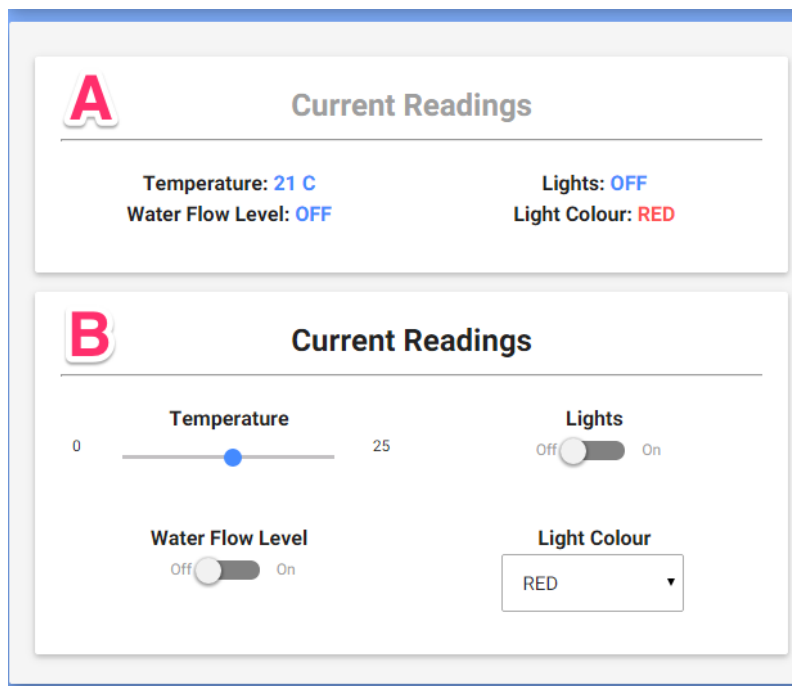 A
Current Readings
Temperature: 21 C
Lights: OFF
Water Flow Level: OFF
Light Colour: RED
B
Current Readings
Temperature
0
25
Lights
Off
On
Water Flow Level
Off
On
Light Colour
RED